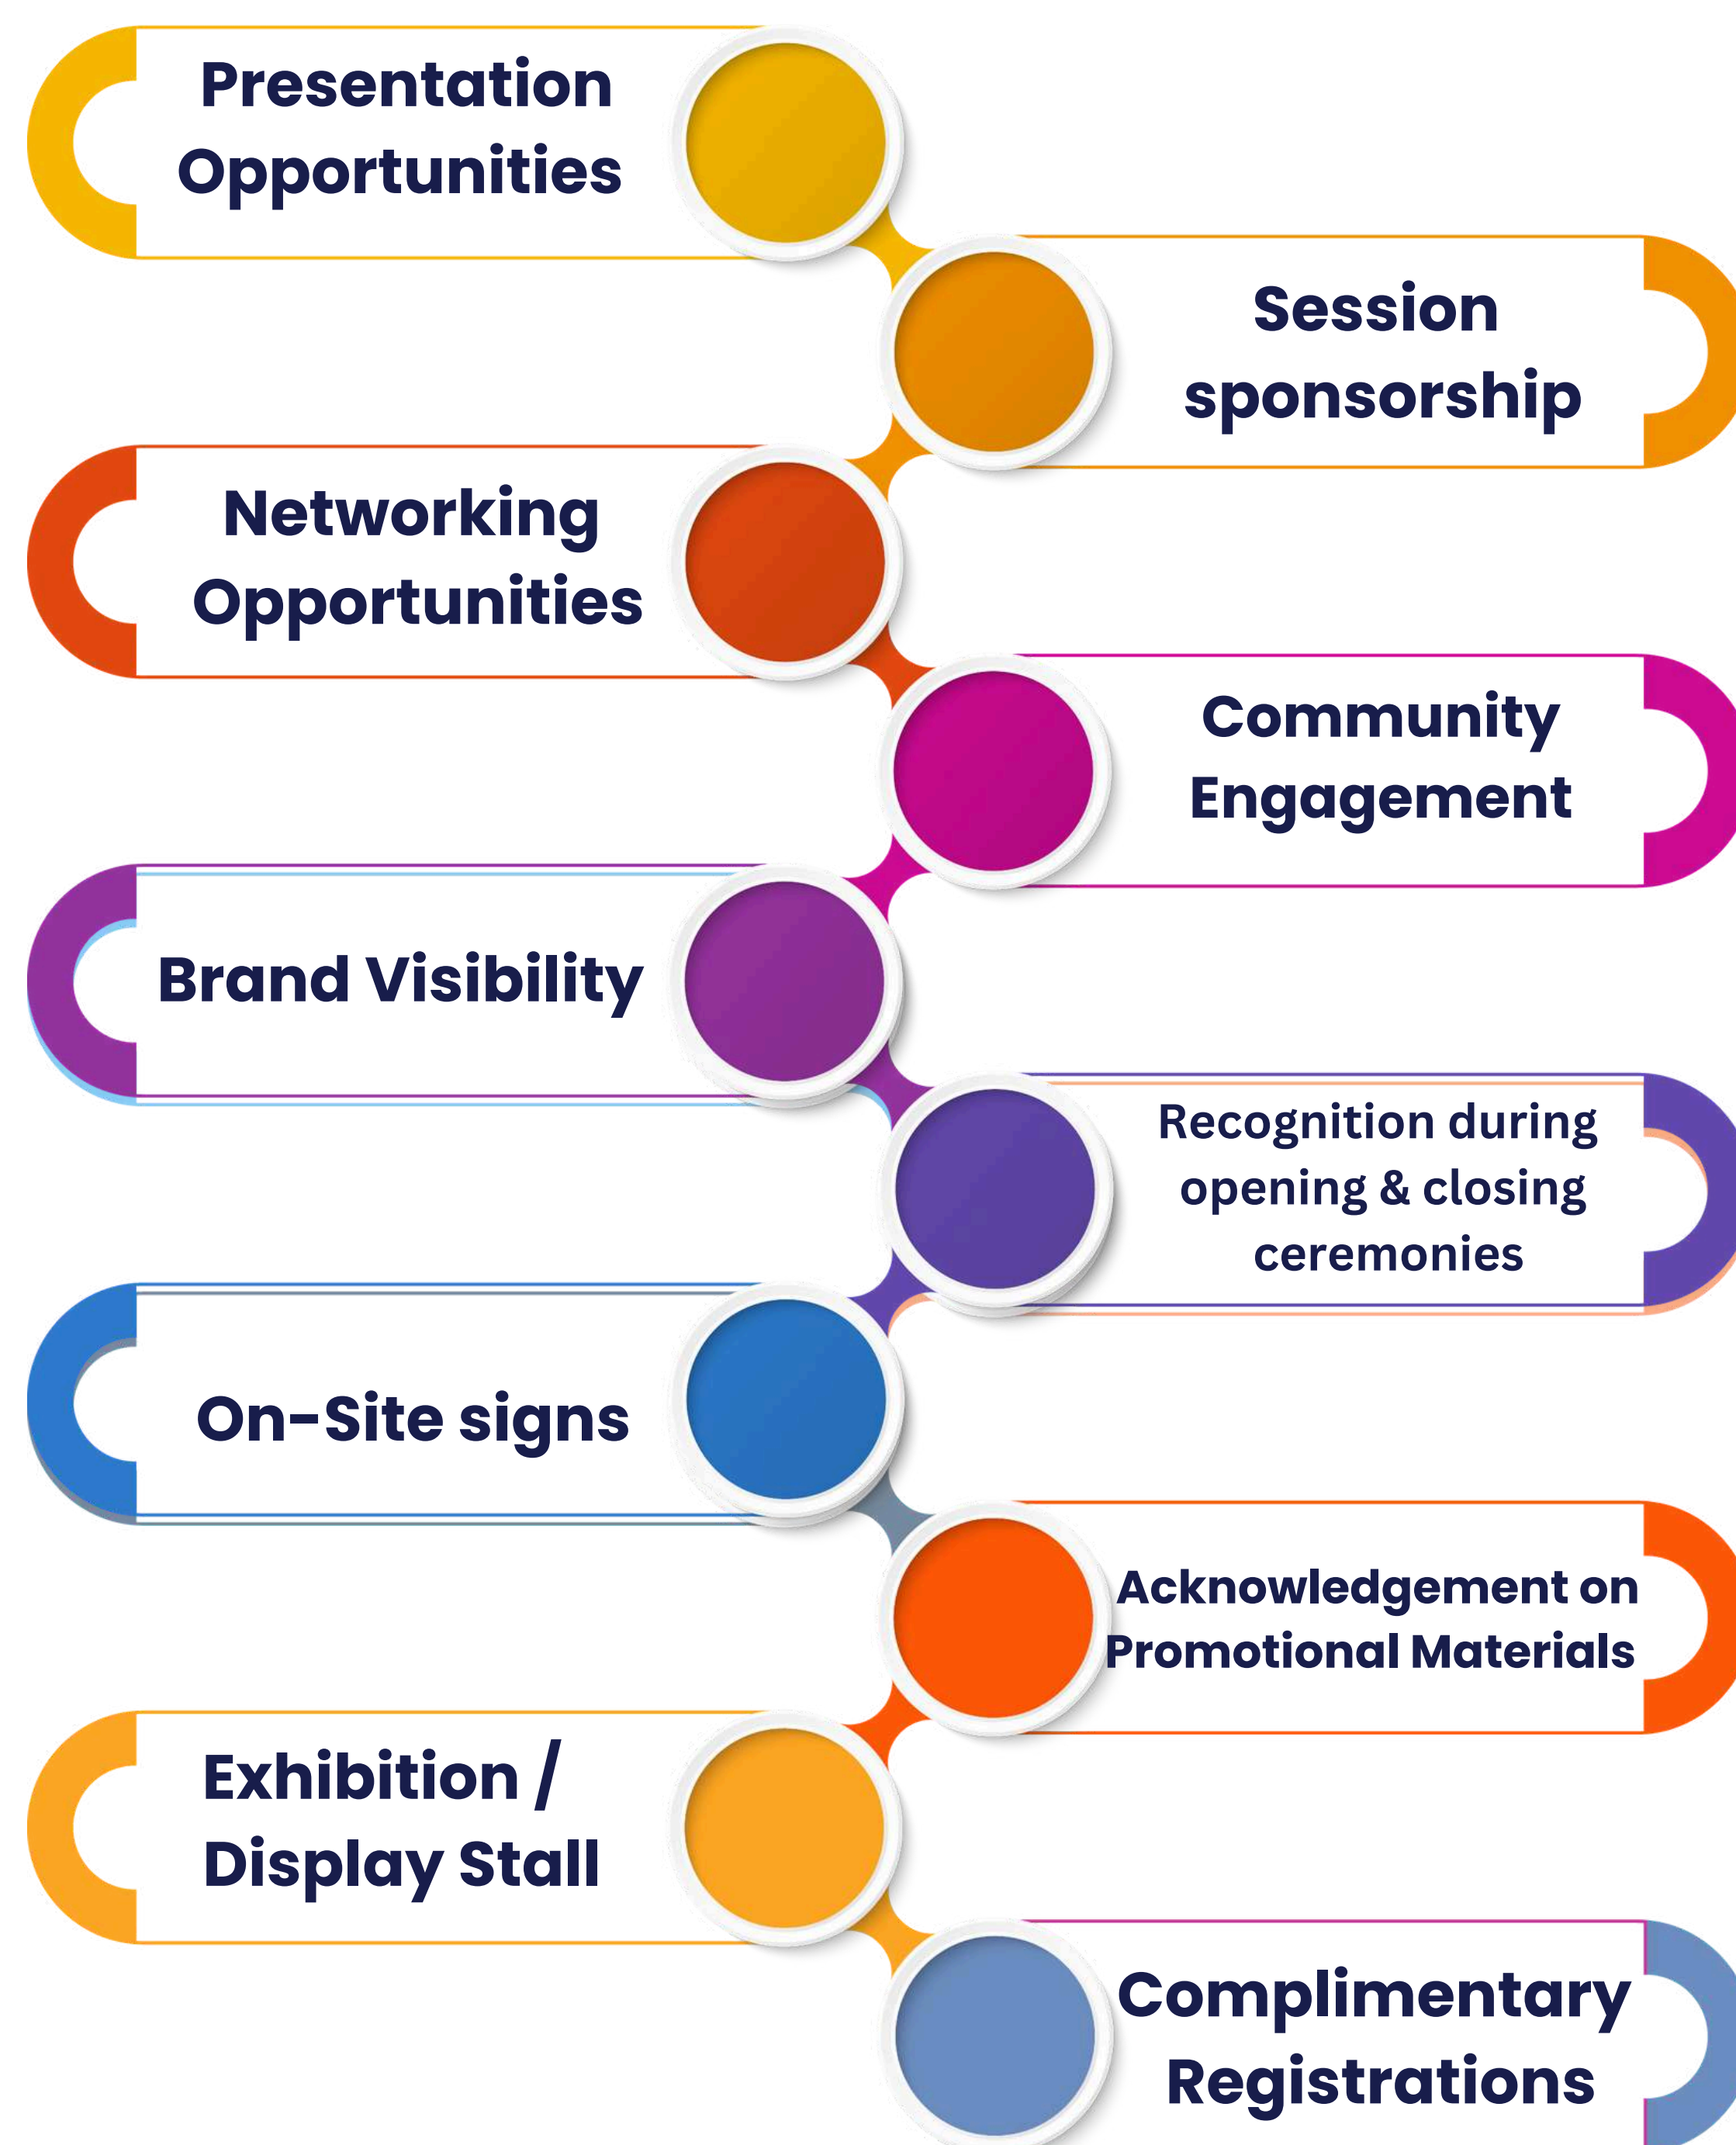 Presentation
Opportunities
Session
sponsorship
Networking
Opportunities
Community
Engagement
Brand Visibility
Recognition during
opening & closing
ceremonies
On-Site signs
Acknowledgement on
Promotional Materials
Exhibition /
Display Stall
Complimentary
Registrations